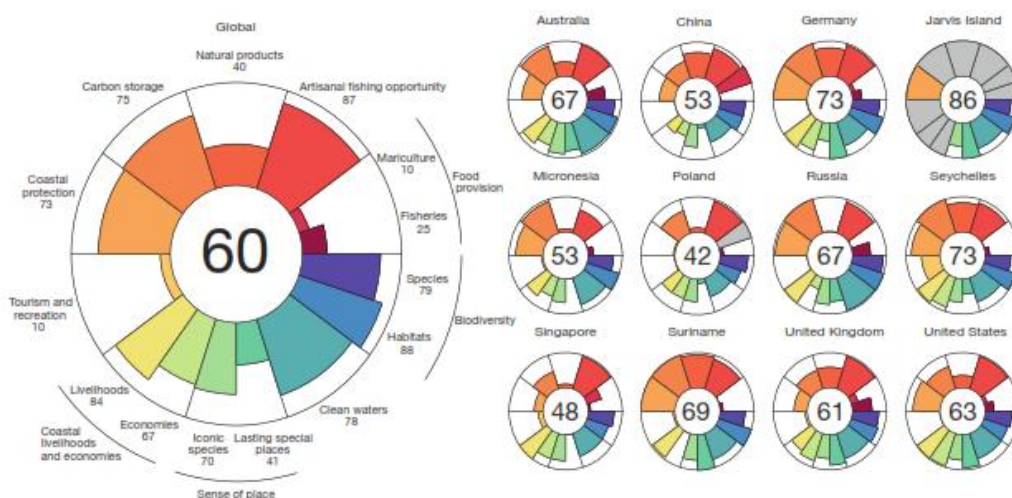 Global
Natural products
40
Carbon storage
75
Artisanal fishing opportunity
87
Coastal
protection
73
Mariculture
10
Food
provision
Fisheries
25
60
Species
79
Tourism and
recreation
10
Habitats
88
Biodiversity
Livelihoods
84
Clean waters
78
Economies
67
Coastal
livelihoods
and economies
Iconic
species
70
Lasting special
places
41
Sense of place
Australia
67
China
53
Germany
73
Jarvis Island
86
Micronesia
53
Poland
42
Russia
67
Seychelles
73
Singapore
48
Suriname
69
United Kingdom
61
United States
63